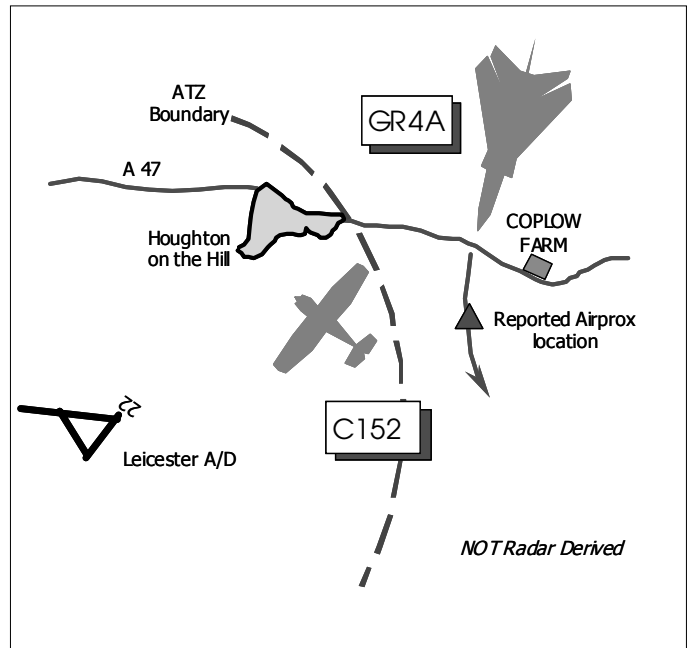 ATZ
Boundary
GR4A
A 47
COPLOW
FARM
Houghton
on the Hill
Reported Airprox
location
22
C152
Leicester A/D
NOT Radar Derived